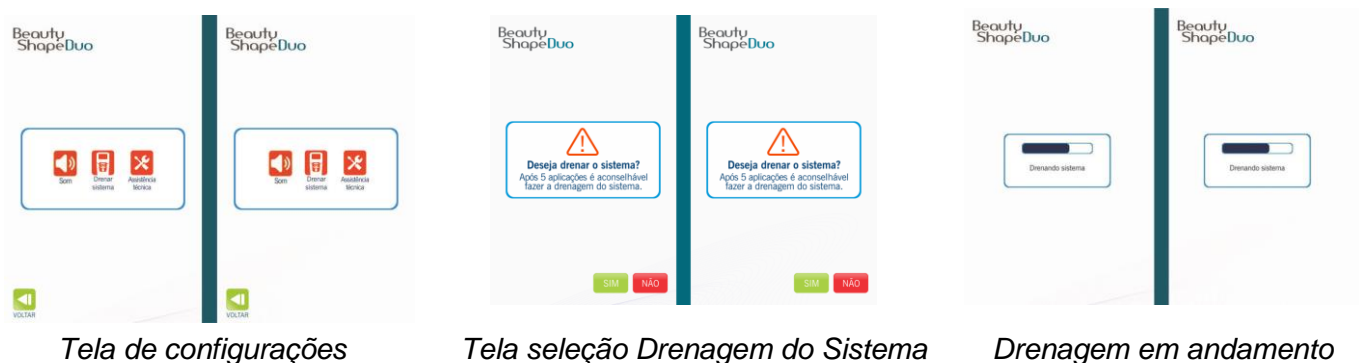 Beauty
ShapeDuo
Som
Drenar
sistema
Assistência
técnica
VOLTAR
Beauty
ShapeDuo
Som
Drenar
sistema
Assistência
técnica
VOLTAR
Tela de configurações
Beauty
ShapeDuo
Deseja drenar o sistema?
Após 5 aplicações é aconselhável
fazer a drenagem do sistema.
SIM NÃO
Beauty
ShapeDuo
Deseja drenar o sistema?
Após 5 aplicações é aconselhável
fazer a drenagem do sistema.
SIM NÃO
Tela seleção Drenagem do Sistema
Beauty
ShapeDuo
Drenando sistema
Beauty
ShapeDuo
Drenando sistema
Drenagem em andamento